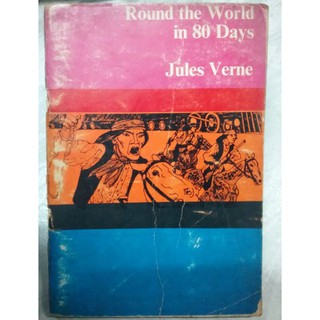 Round the World
in 80 Days
Jules Verne